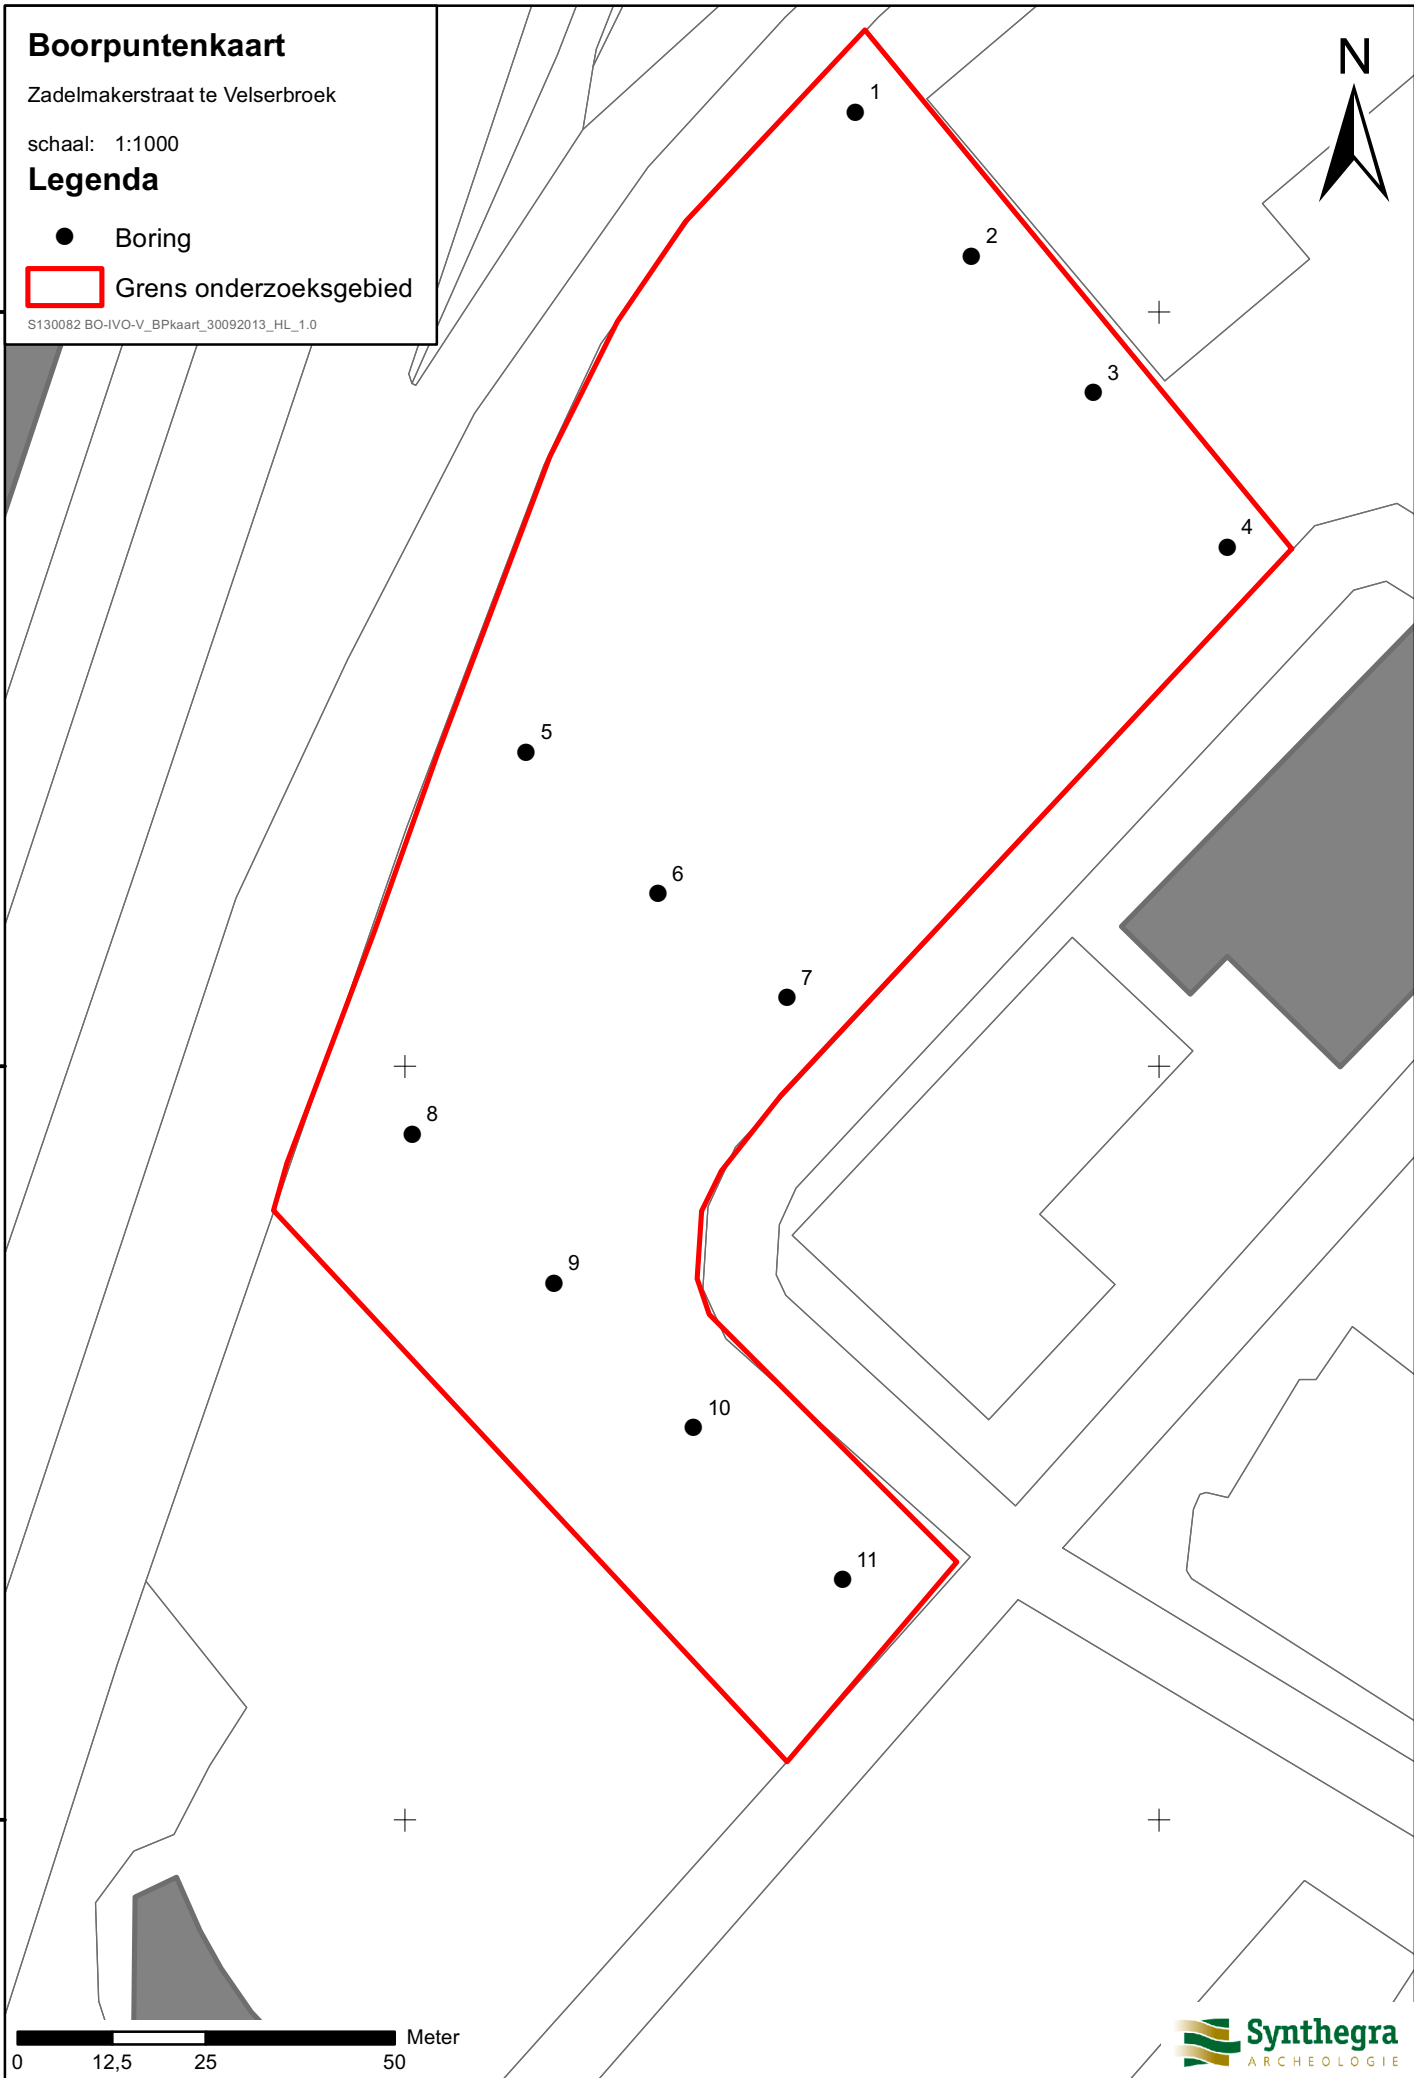 Boorpuntenkaart
Zadelmakerstraat te Velserbroek
schaal: 1:1000
Legenda
Boring
Grens onderzoeksgebied
S130082 BO-IVO-V_BPkaart_30092013_HL_1.0
N
1
2
3
4
5
6
7
8
9
10
11
Meter
0 12,5 25 50
Synthegra
ARCHEOLOGIE